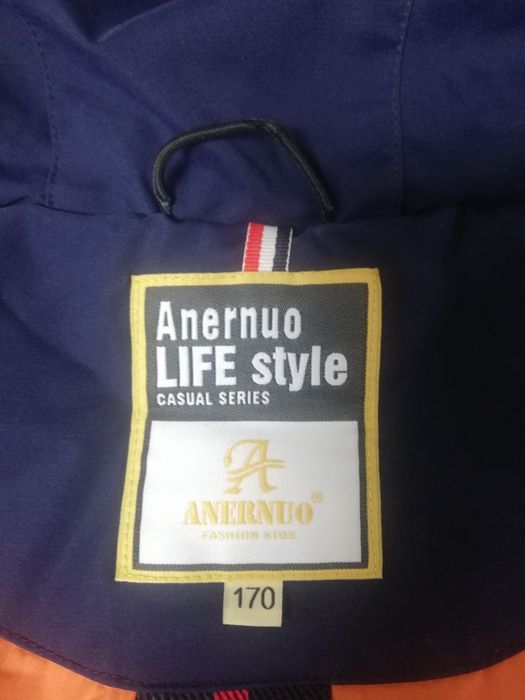 Anernuo
LIFE style
CASUAL SERIES
A
ANERNUO®
FASHION KIDS
170